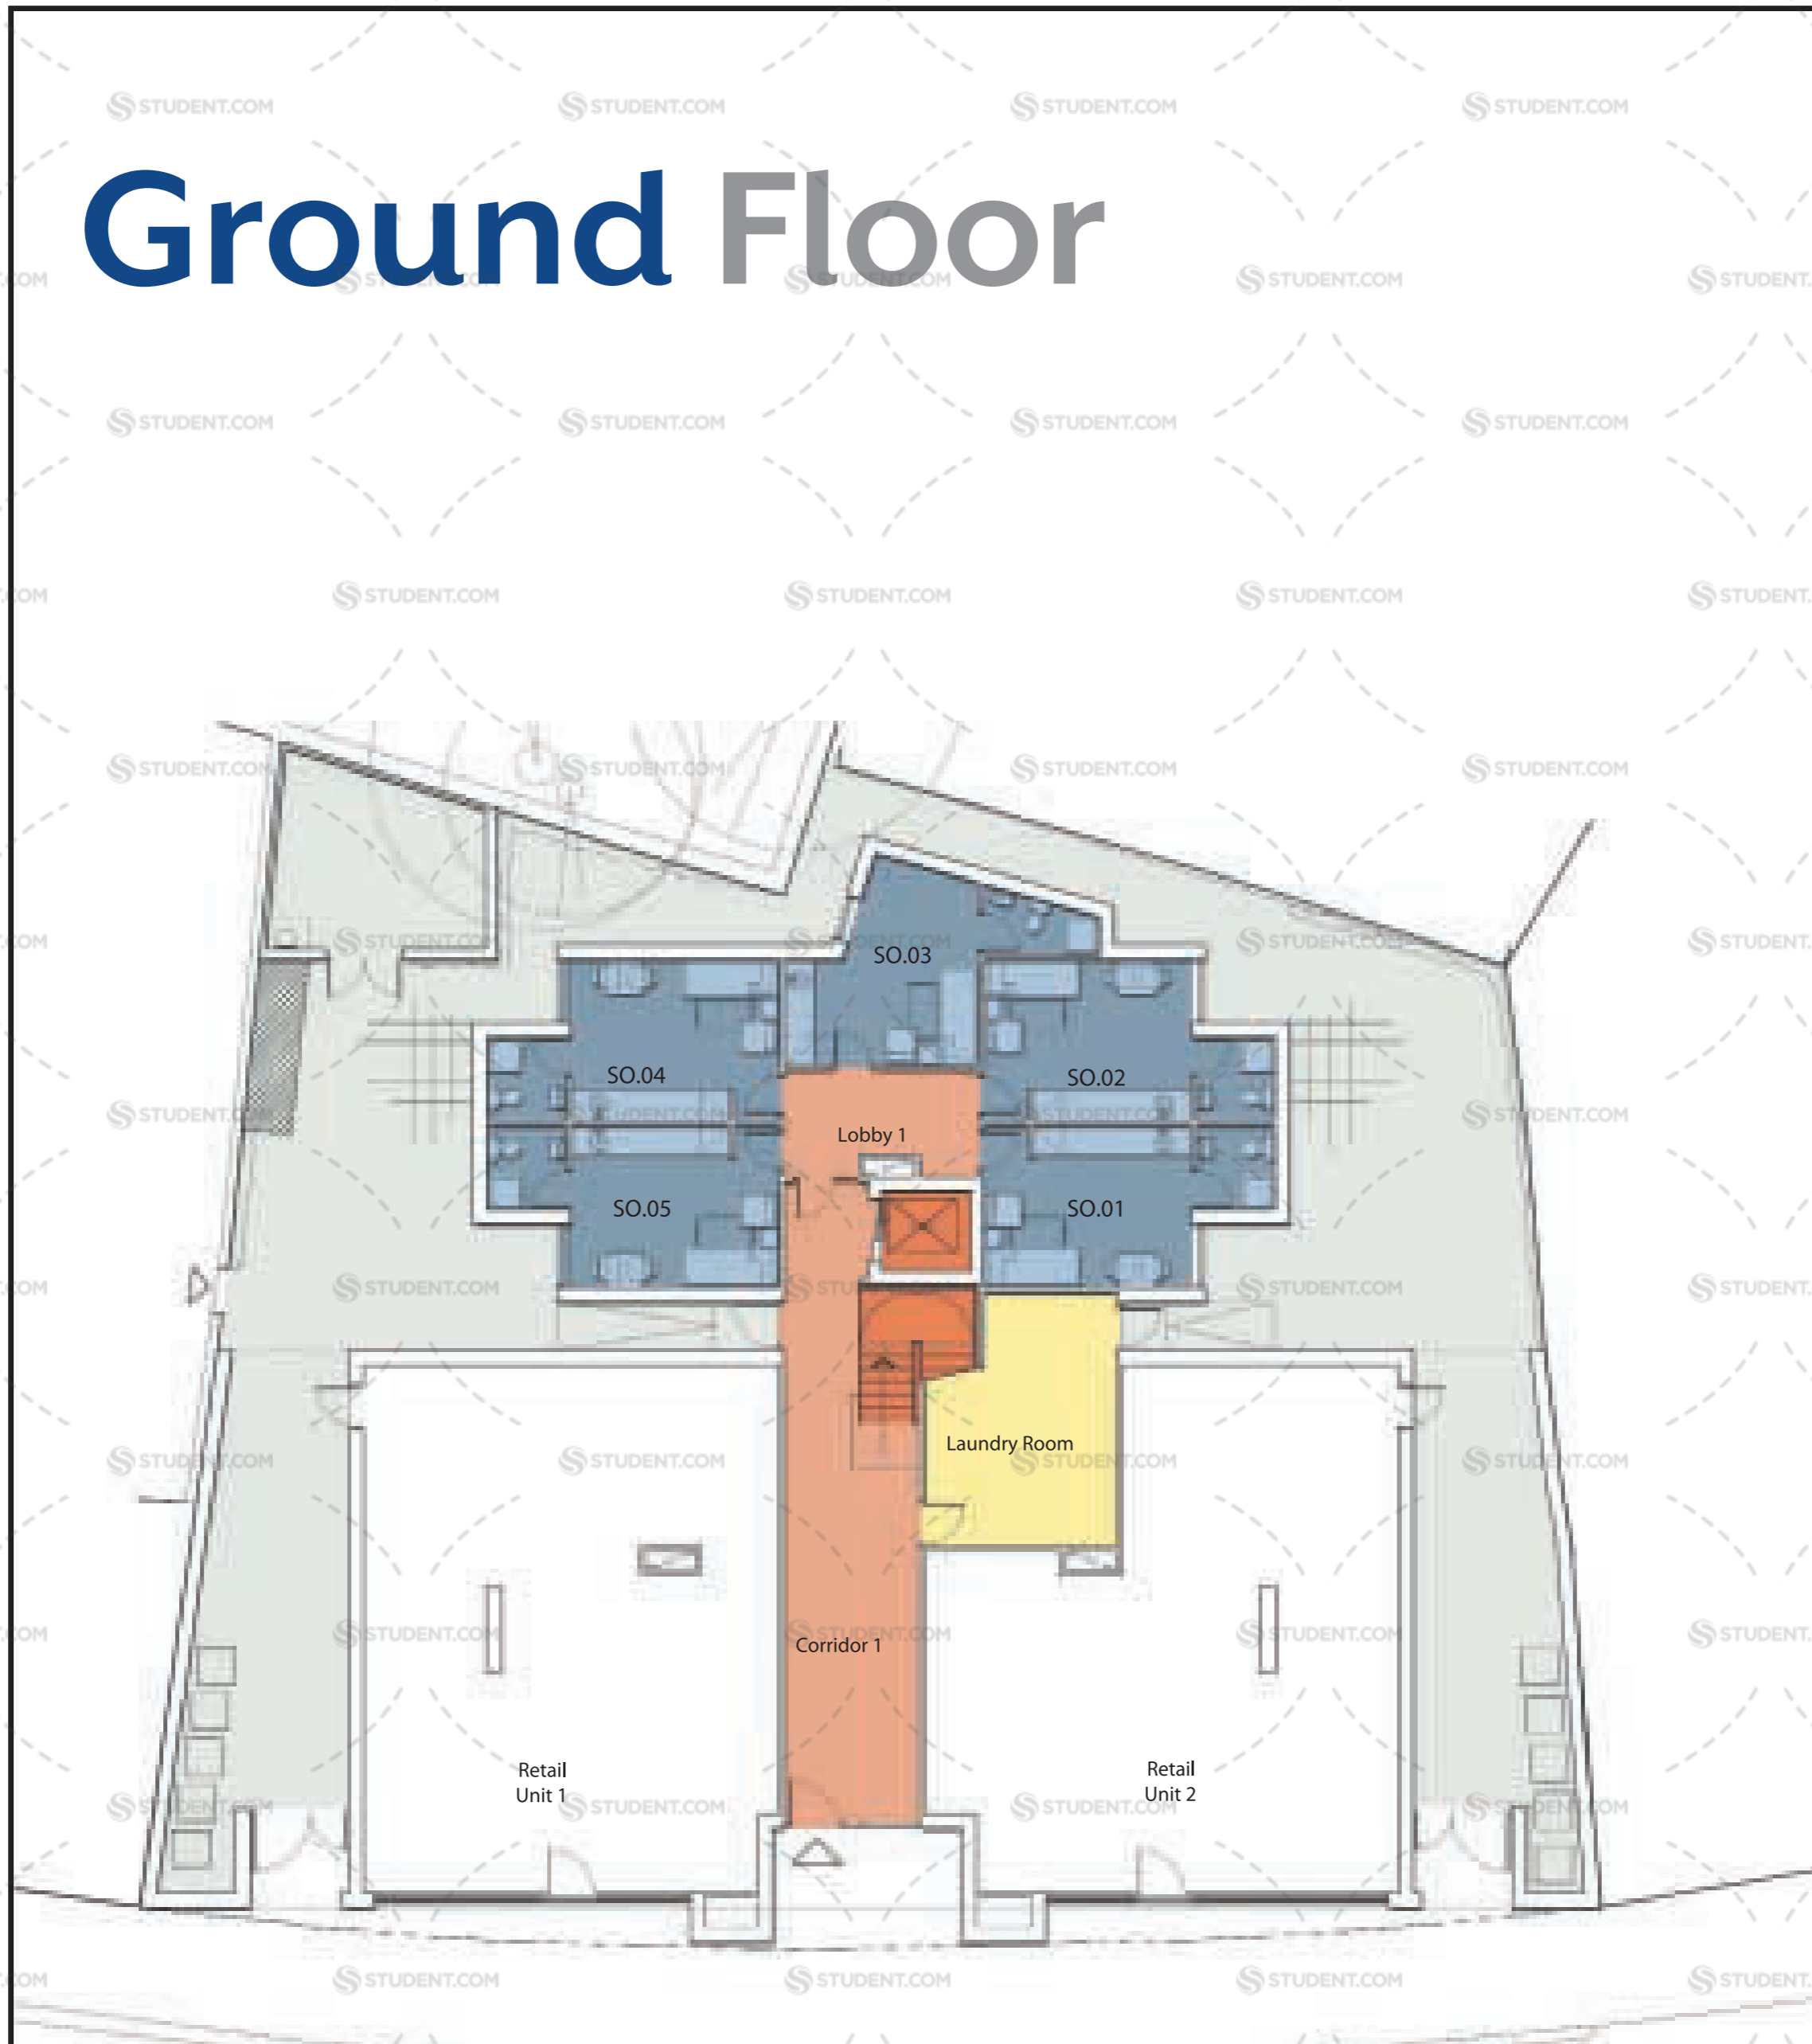 Ground Floor
SO.03
SO.04
SO.02
Lobby 1
SO.05
SO.01
Laundry Room
Corridor 1
Retail
Unit 1
Retail
Unit 2
STUDENT.COM